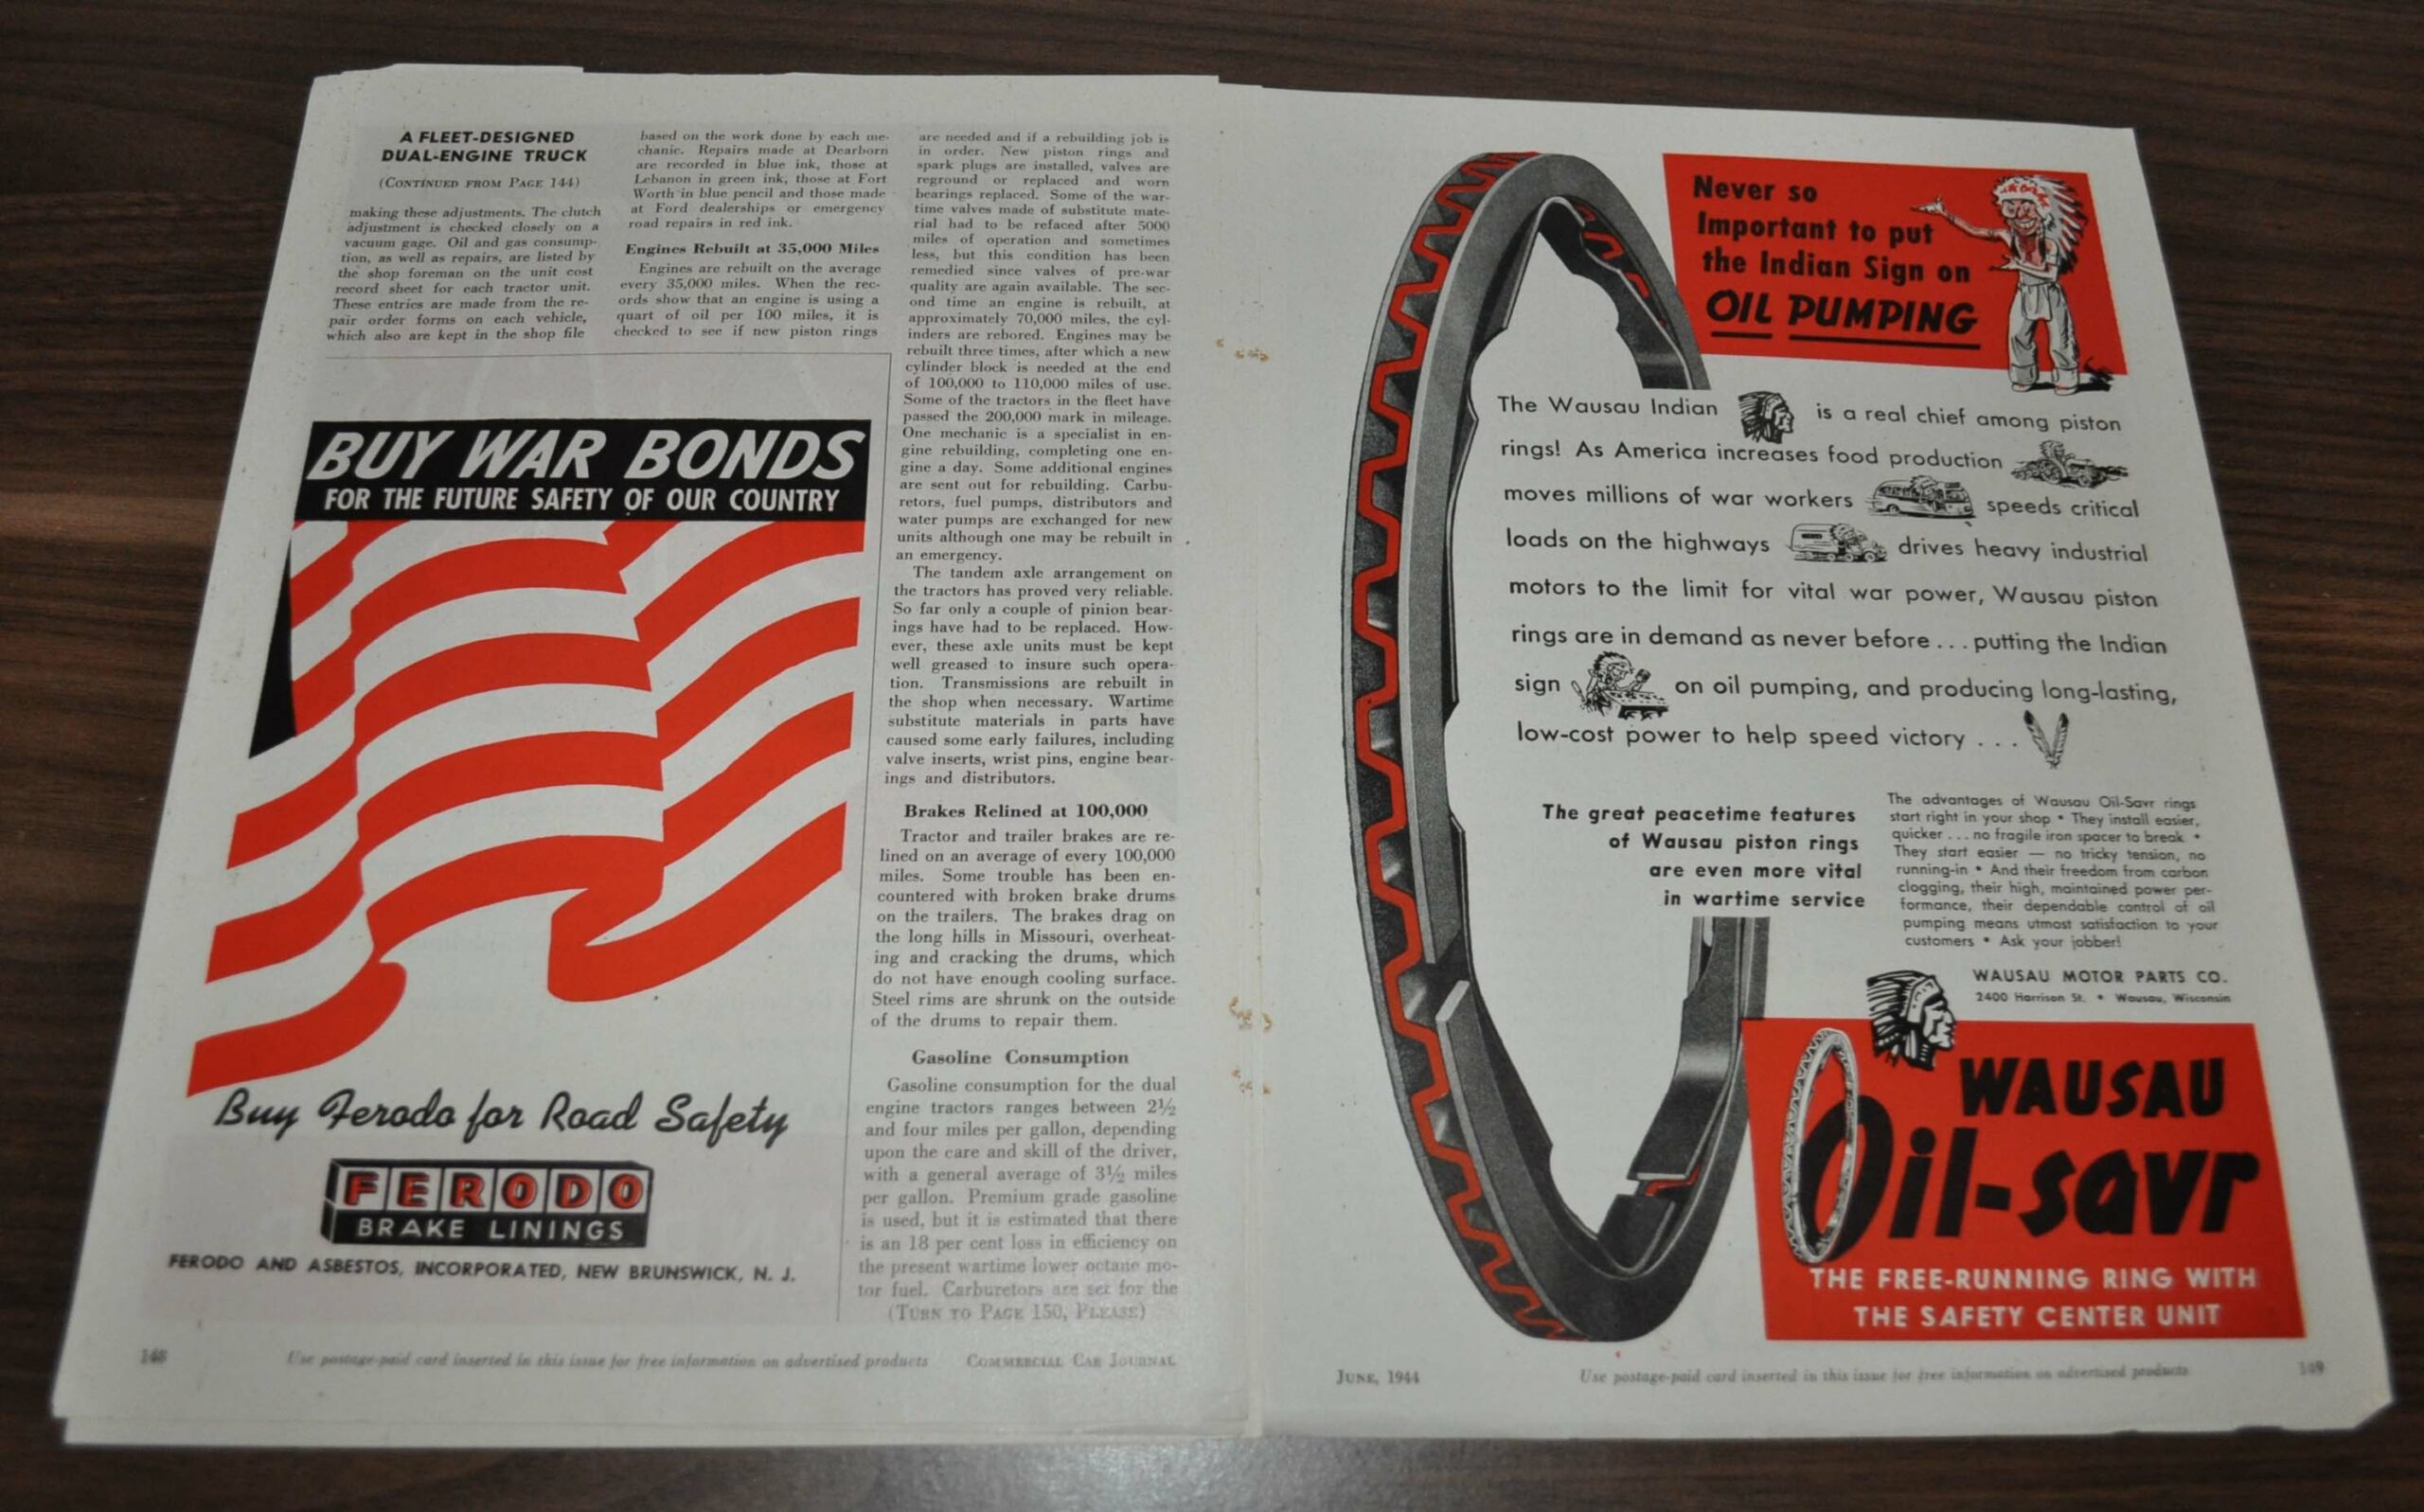 A FLEET-DESIGNED
DUAL-ENGINE TRUCK
(CONTINUED FROM PAGE 144)
making these adjustments. The clutch
adjustment is checked closely on a
vacuum gage. Oil and gas consump-
tion, as well as repairs, are listed by
the shop foreman on the unit cost
record sheet for each tractor unit.
These entries are made from the re-
pair order forms on each vehicle,
which also are kept in the shop file
based on the work done by each me-
chanic. Repairs made at Dearborn
are recorded in blue ink, those at
Lebanon in green ink, those at Fort
Worth in blue pencil and those made
at Ford dealerships or emergency
road repairs in red ink.
Engines Rebuilt at 35,000 Miles
Engines are rebuilt on the average
every 35,000 miles. When the rec-
ords show that an engine is using a
quart of oil per 100 miles, it is
checked to see if new piston rings
are needed and if a rebuilding job is
in order. New piston rings and
spark plugs are installed, valves are
reground or replaced and worn
bearings replaced. Some of the war-
time valves made of substitute mate-
rial had to be refaced after 5000
miles of operation and sometimes
less, but this condition has been
remedied since valves of pre-war
quality are again available. The sec-
ond time an engine is rebuilt, at
approximately 70,000 miles, the cyl-
inders are rebored. Engines may be
rebuilt three times, after which a new
cylinder block is needed at the end
of 100,000 to 110,000 miles of use.
Some of the tractors in the fleet have
passed the 200,000 mark in mileage.
One mechanic is a specialist in en-
gine rebuilding, completing one en-
gine a day. Some additional engines
are sent out for rebuilding. Carbu-
retors, fuel pumps, distributors and
water pumps are exchanged for new
units although one may be rebuilt in
an emergency.
The tandem axle arrangement on
the tractors has proved very reliable.
So far only a couple of pinion bear-
ings have had to be replaced. How-
ever, these axle units must be kept
well greased to insure such opera-
tion. Transmissions are rebuilt in
the shop when necessary. Wartime
substitute materials in parts have
caused some early failures, including
valve inserts, wrist pins, engine bear-
ings and distributors.
Brakes Relined at 100,000
Tractor and trailer brakes are re-
lined on an average of every 100,000
miles. Some trouble has been en-
countered with broken brake drums
on the trailers. The brakes drag on
the long hills in Missouri, overheat-
ing and cracking the drums, which
do not have enough cooling surface.
Steel rims are shrunk on the outside
of the drums to repair them.
Gasoline Consumption
Gasoline consumption for the dual
engine tractors ranges between 2½
and four miles per gallon, depending
upon the care and skill of the driver,
with a general average of 3½ miles
per gallon. Premium grade gasoline
is used, but it is estimated that there
is an 18 per cent loss in efficiency on
the present wartime lower octane mo-
tor fuel. Carburetors are set for the
(TURN TO PAGE 150, PLEASE)
BUY WAR BONDS
FOR THE FUTURE SAFETY OF OUR COUNTRY
Buy Ferodo for Road Safety
FERODO
BRAKE LININGS
FERODO AND ASBESTOS, INCORPORATED, NEW BRUNSWICK, N. J.
148
Use postage-paid card inserted in this issue for free information on advertised products
COMMERCIAL CAR JOURNAL
Never so
Important to put
the Indian Sign on
OIL PUMPING
The Wausau Indian is a real chief among piston
rings! As America increases food production
moves millions of war workers speeds critical
loads on the highways drives heavy industrial
motors to the limit for vital war power, Wausau piston
rings are in demand as never before... putting the Indian
sign on oil pumping, and producing long-lasting,
low-cost power to help speed victory . . .
The great peacetime features
of Wausau piston rings
are even more vital
in wartime service
The advantages of Wausau Oil-Savr rings
start right in your shop • They install easier,
quicker ... no fragile iron spacer to break •
They start easier — no tricky tension, no
running-in • And their freedom from carbon
clogging, their high, maintained power per-
formance, their dependable control of oil
pumping means utmost satisfaction to your
customers • Ask your jobber!
WAUSAU MOTOR PARTS CO.
2400 Harrison St. • Wausau, Wisconsin
WAUSAU
Oil-savr
THE FREE-RUNNING RING WITH
THE SAFETY CENTER UNIT
JUNE, 1944
Use postage-paid card inserted in this issue for free information on advertised products
149